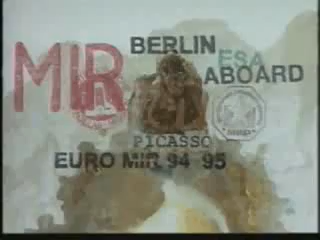 MIR
BERLIN
ESA
ABOARD
PICASSO
EURO MIR 94 95